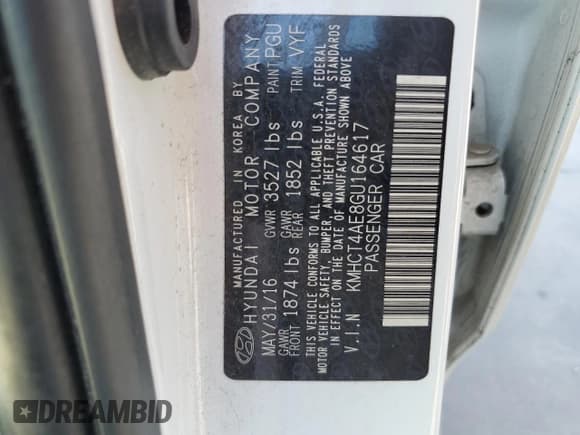 MANUFACTURED IN KOREA BY
HYUNDAI MOTOR COMPANY
MAY/31/16 GVWR 3527 lbs PAINT PGU
GAWR FRONT 1874 lbs GAWR REAR 1852 lbs TRIM VYF
THIS VEHICLE CONFORMS TO ALL APPLICABLE U.S.A. FEDERAL
MOTOR VEHICLE SAFETY, BUMPER, AND THEFT PREVENTION STANDARDS
IN EFFECT ON THE DATE OF MANUFACTURE SHOWN ABOVE
V.I.N KMHCT4AE8GU164617
PASSENGER CAR
DREAMBID